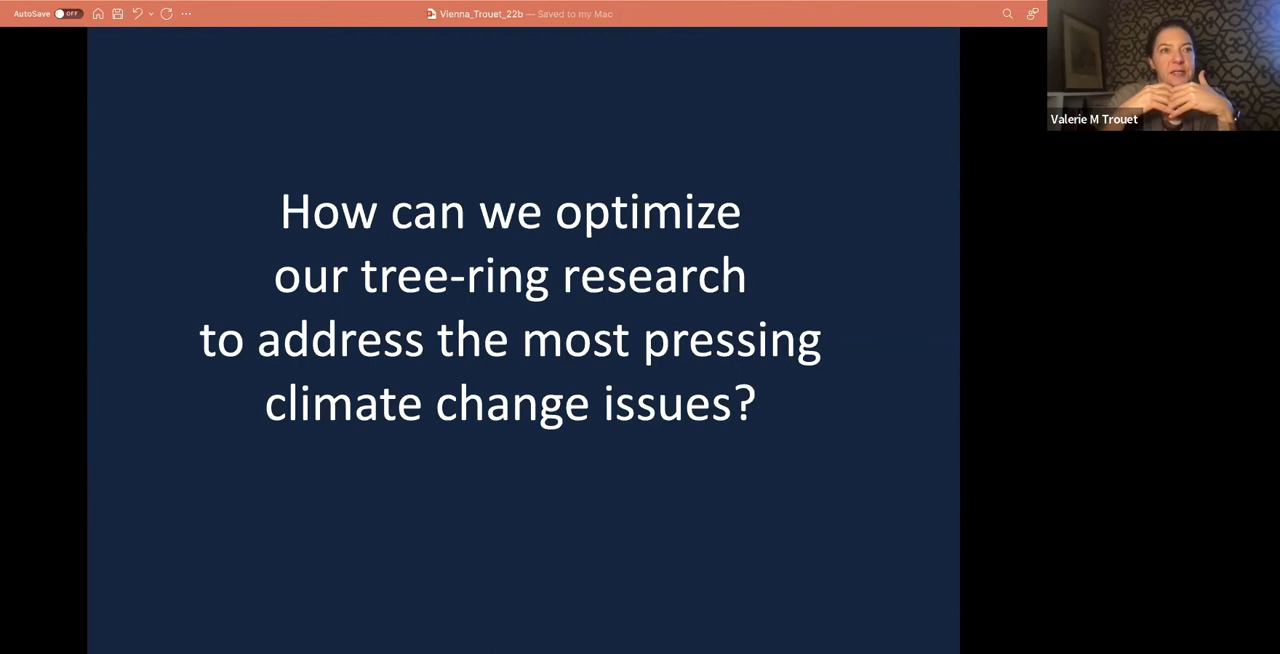 AutoSave OFF
Vienna_Trouet_22b — Saved to my Mac
Valerie M Trouet
How can we optimize
our tree-ring research
to address the most pressing
climate change issues?